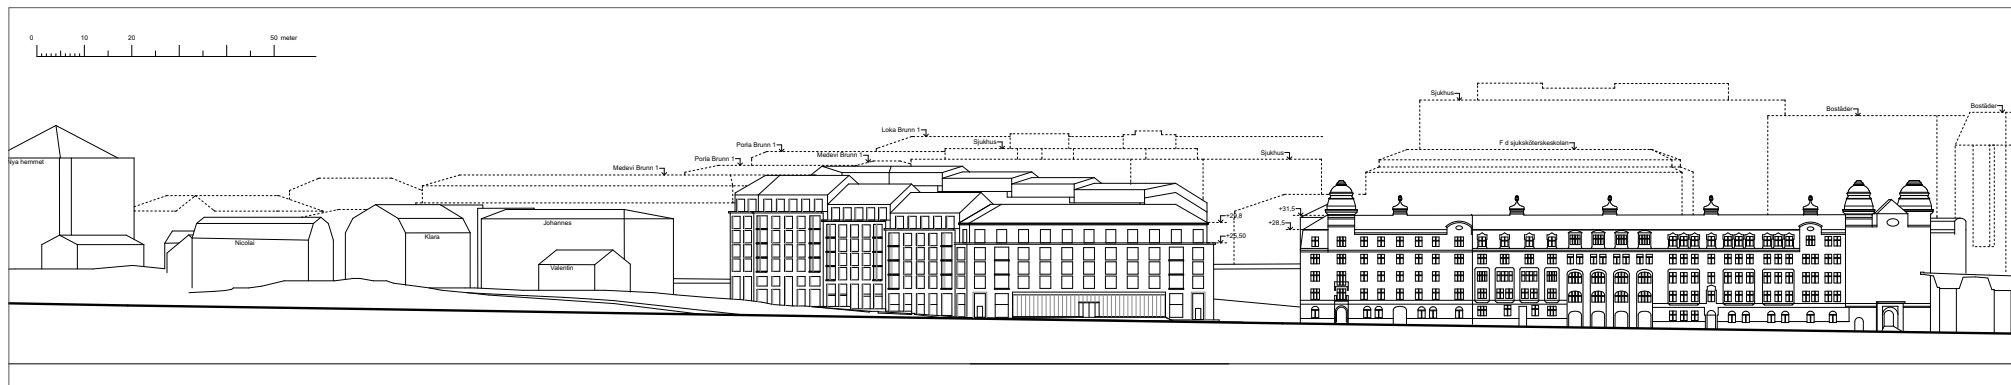 0 10 20 50 meter
Sjukhus
Bostäder
Bostäder
Loka Brunn 1
Porla Brunn 1
Sjukhus
F d sjuksköterskeskolan
Medevi Brunn 1
Porla Brunn 1
Medevi Brunn 1
Sjukhus
Nya hemmet
+31,5
+29,8
+28,5
+25,50
Nicolai
Klara
Johannes
Valentin